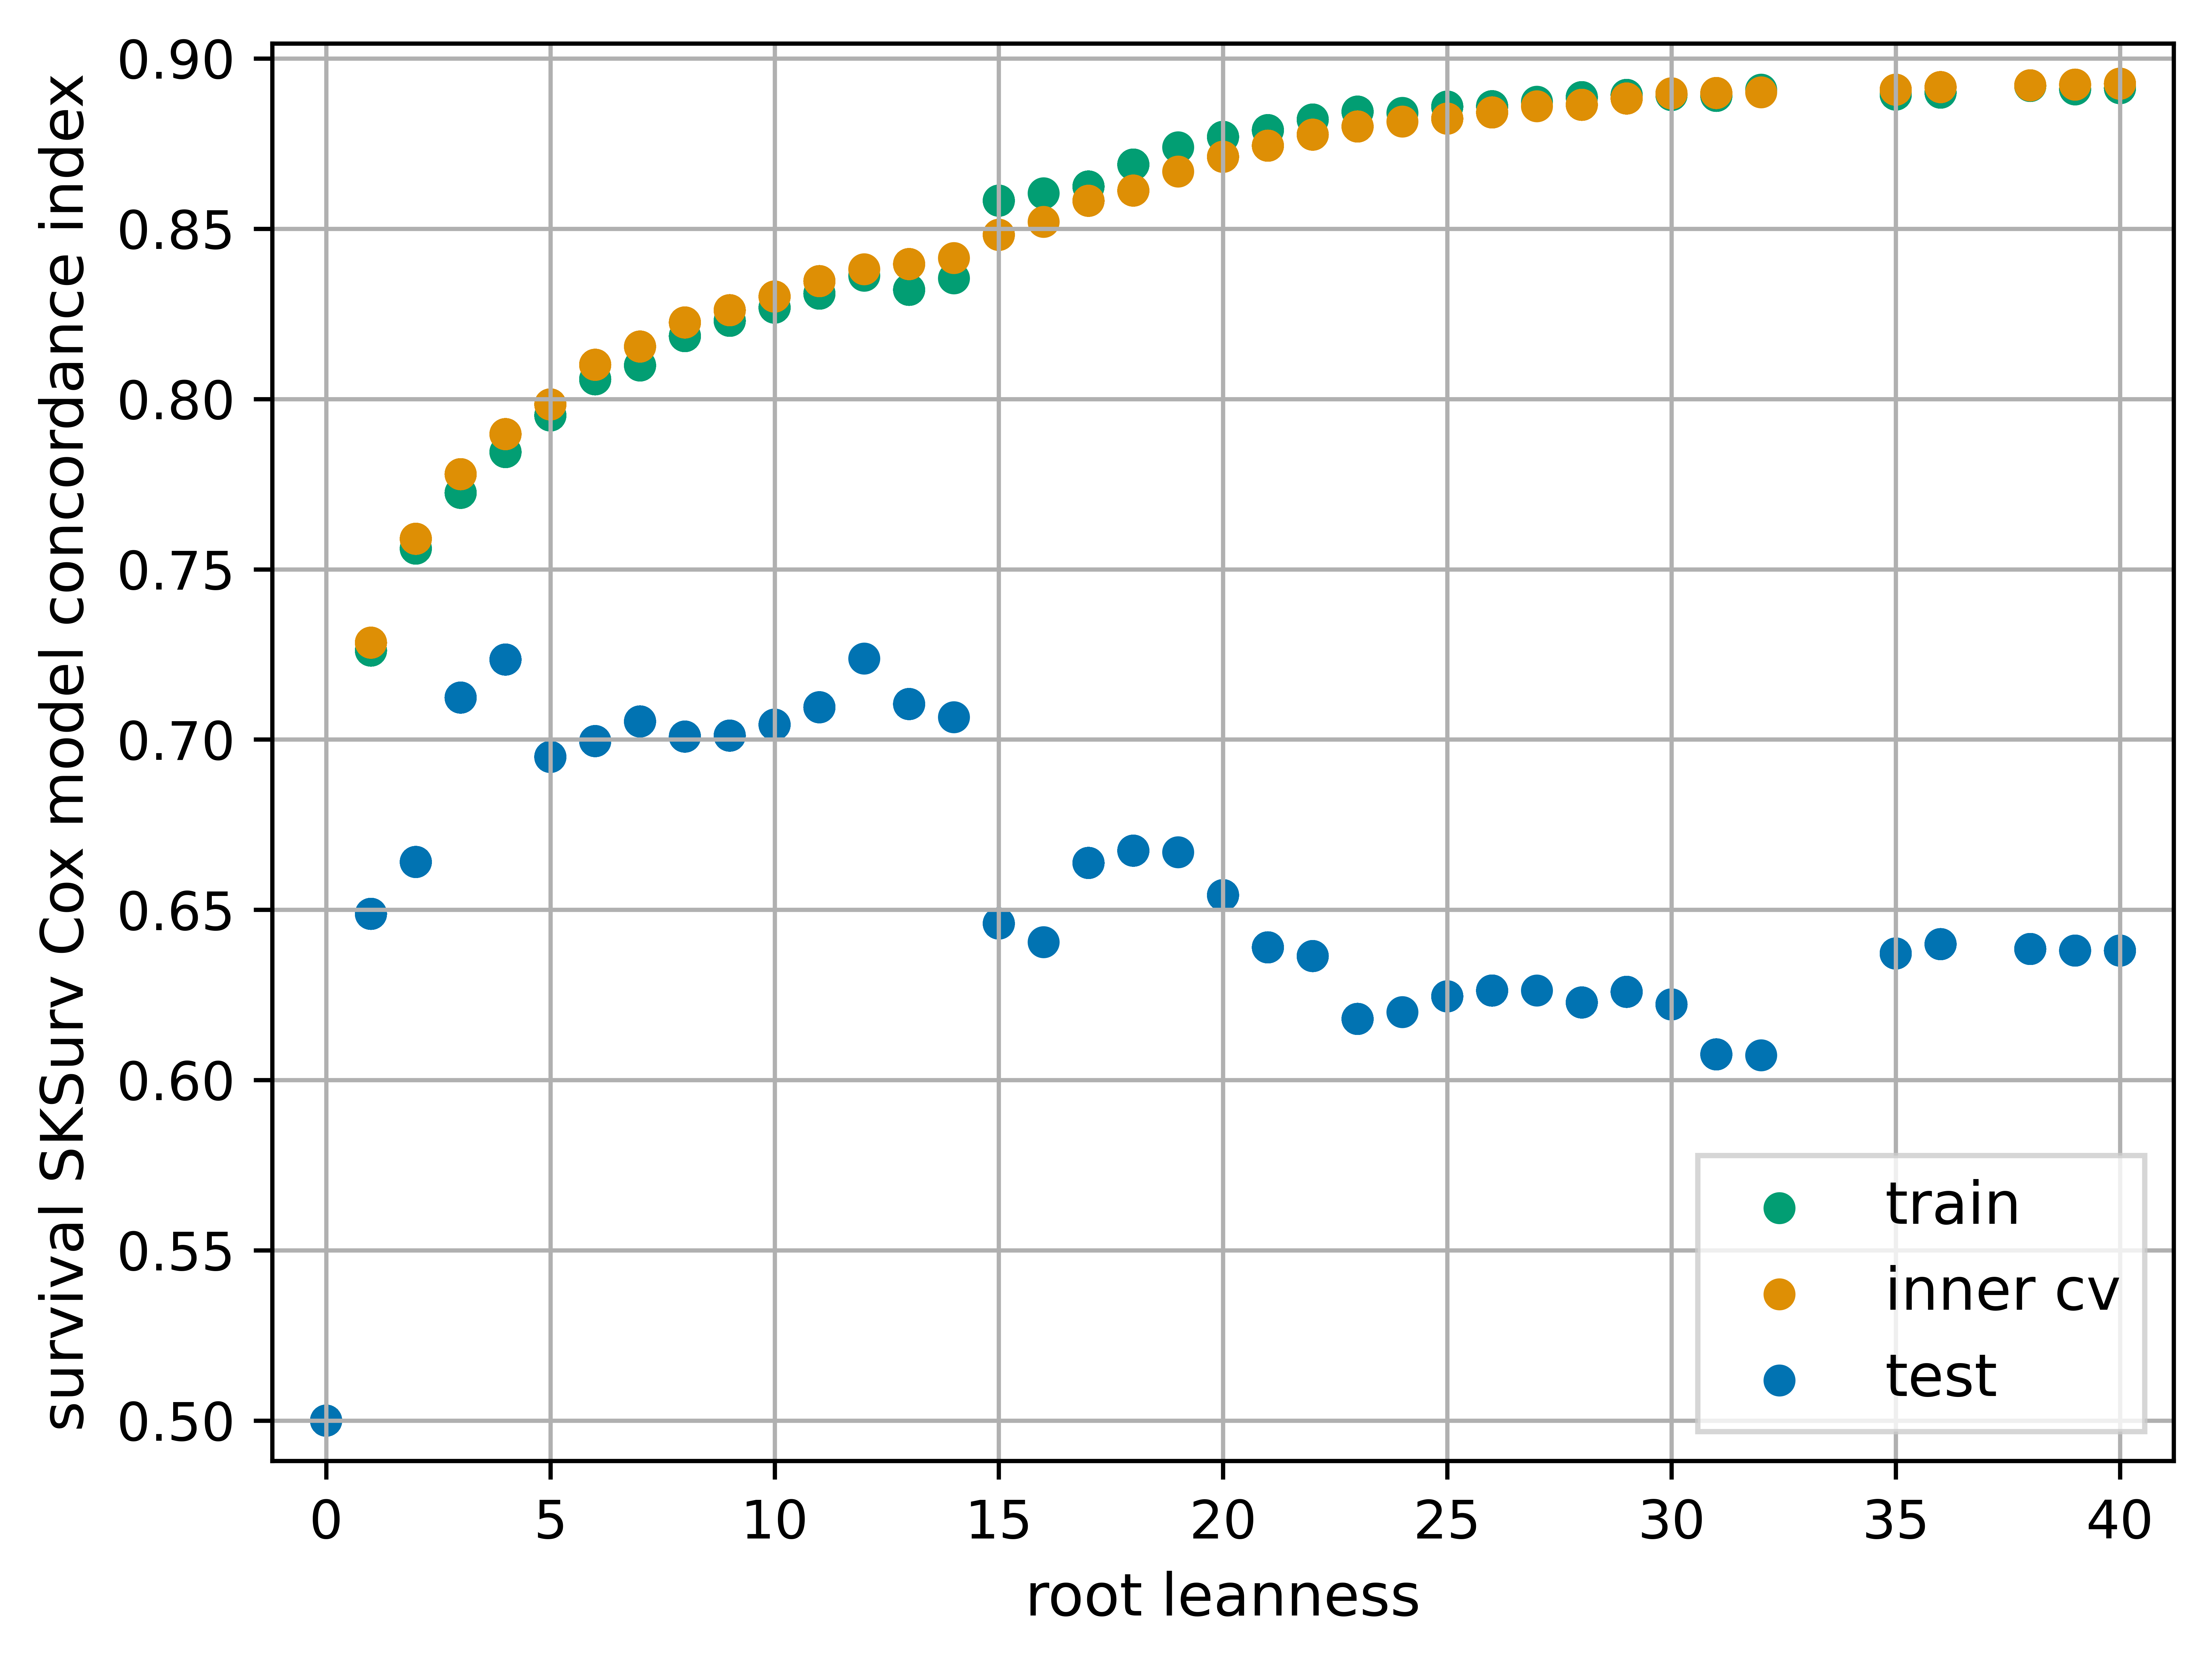 survival SKSurv Cox model concordance index
0.90
0.85
0.80
0.75
0.70
0.65
0.60
0.55
0.50
train
inner cv
test
0 5 10 15 20 25 30 35 40
root leanness